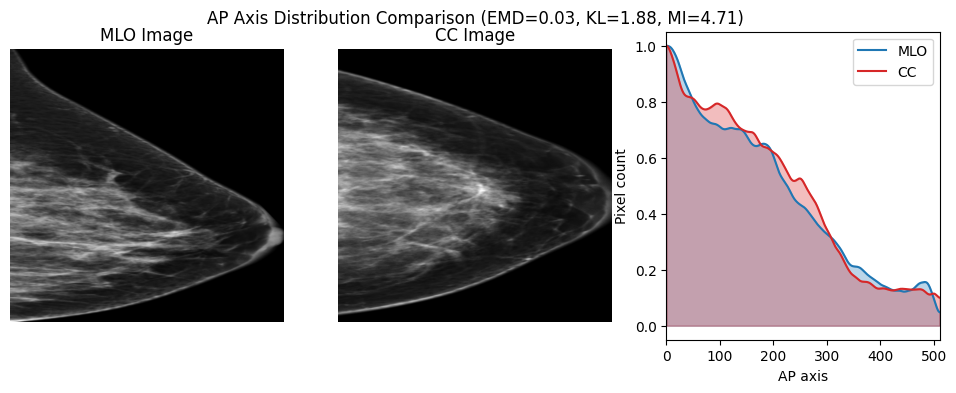 AP Axis Distribution Comparison (EMD=0.03, KL=1.88, MI=4.71)
MLO Image
CC Image
MLO
CC
1.0
0.8
0.6
0.4
0.2
0.0
Pixel count
0 100 200 300 400 500
AP axis